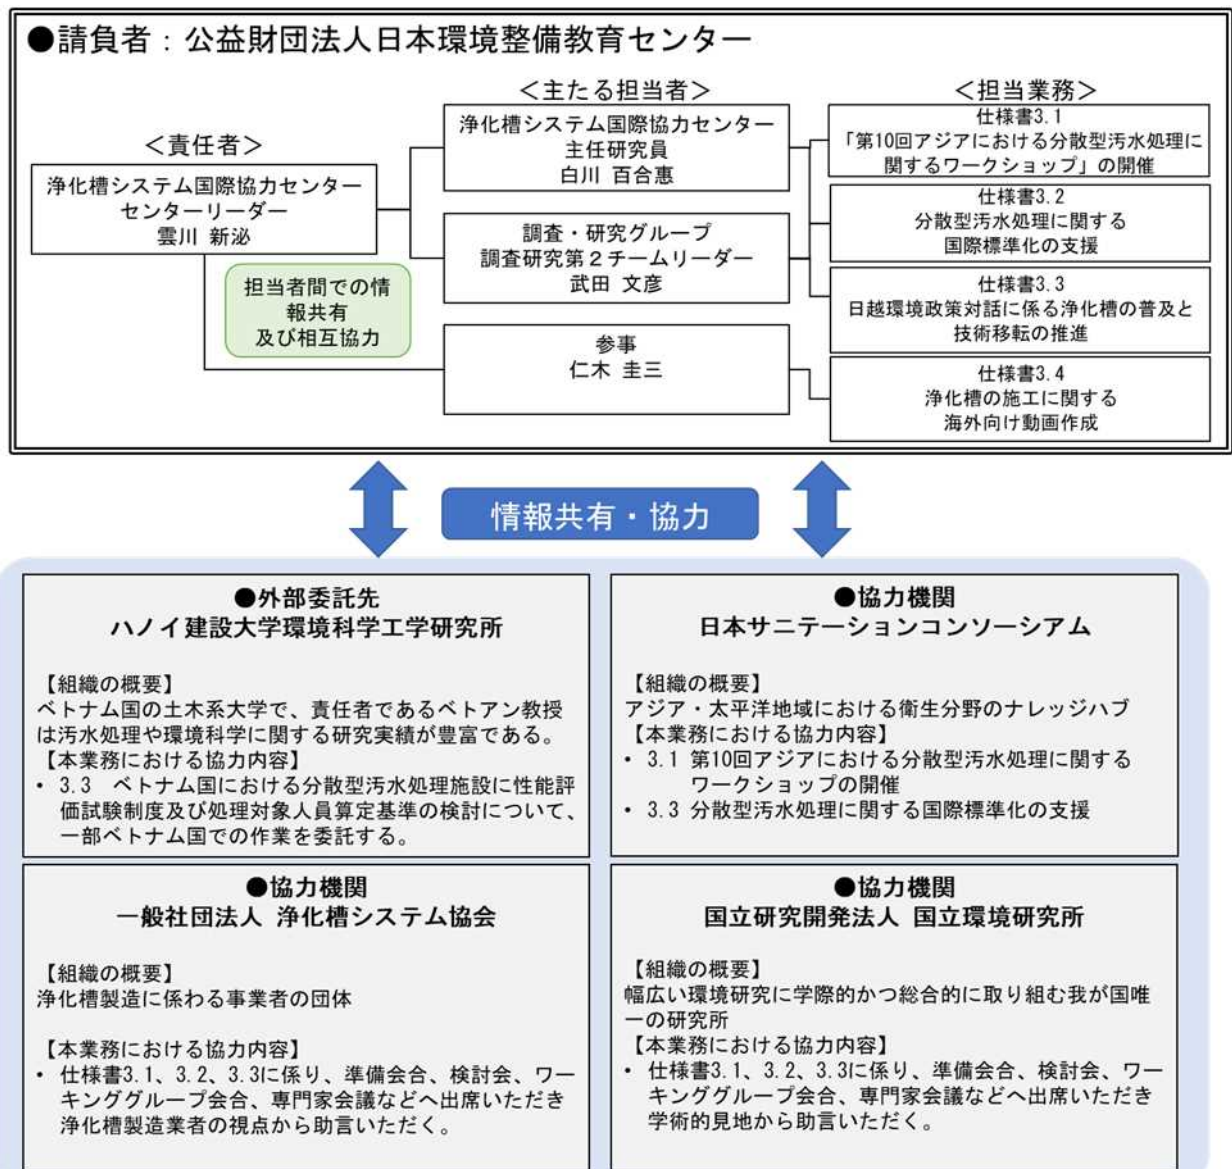 ●請負者：公益財団法人日本環境整備教育センター
＜責任者＞
浄化槽システム国際協力センター
センターリーダー
雲川 新泌
担当者間での情
報共有
及び相互協力
＜主たる担当者＞
浄化槽システム国際協力センター
主任研究員
白川 百合惠
調査・研究グループ
調査研究第２チームリーダー
武田 文彦
参事
仁木 圭三
＜担当業務＞
仕様書3.1
「第10回アジアにおける分散型汚水処理に
関するワークショップ」の開催
仕様書3.2
分散型汚水処理に関する
国際標準化の支援
仕様書3.3
日越環境政策対話に係る浄化槽の普及と
技術移転の推進
仕様書3.4
浄化槽の施工に関する
海外向け動画作成
情報共有・協力
●外部委託先
ハノイ建設大学環境科学工学研究所
【組織の概要】
ベトナム国の土木系大学で、責任者であるベトアン教授
は汚水処理や環境科学に関する研究実績が豊富である。
【本業務における協力内容】
• 3.3　ベトナム国における分散型汚水処理施設に性能評
価試験制度及び処理対象人員算定基準の検討について、
一部ベトナム国での作業を委託する。
●協力機関
日本サニテーションコンソーシアム
【組織の概要】
アジア・太平洋地域における衛生分野のナレッジハブ
【本業務における協力内容】
• 3.1 第10回アジアにおける分散型汚水処理に関する
ワークショップの開催
• 3.3 分散型汚水処理に関する国際標準化の支援
●協力機関
一般社団法人 浄化槽システム協会
【組織の概要】
浄化槽製造に係わる事業者の団体
【本業務における協力内容】
• 仕様書3.1、3.2、3.3に係り、準備会合、検討会、ワー
キンググループ会合、専門家会議などへ出席いただき
浄化槽製造業者の視点から助言いただく。
●協力機関
国立研究開発法人 国立環境研究所
【組織の概要】
幅広い環境研究に学際的かつ総合的に取り組む我が国唯
一の研究所
【本業務における協力内容】
• 仕様書3.1、3.2、3.3に係り、準備会合、検討会、ワー
キンググループ会合、専門家会議などへ出席いただき
学術的見地から助言いただく。